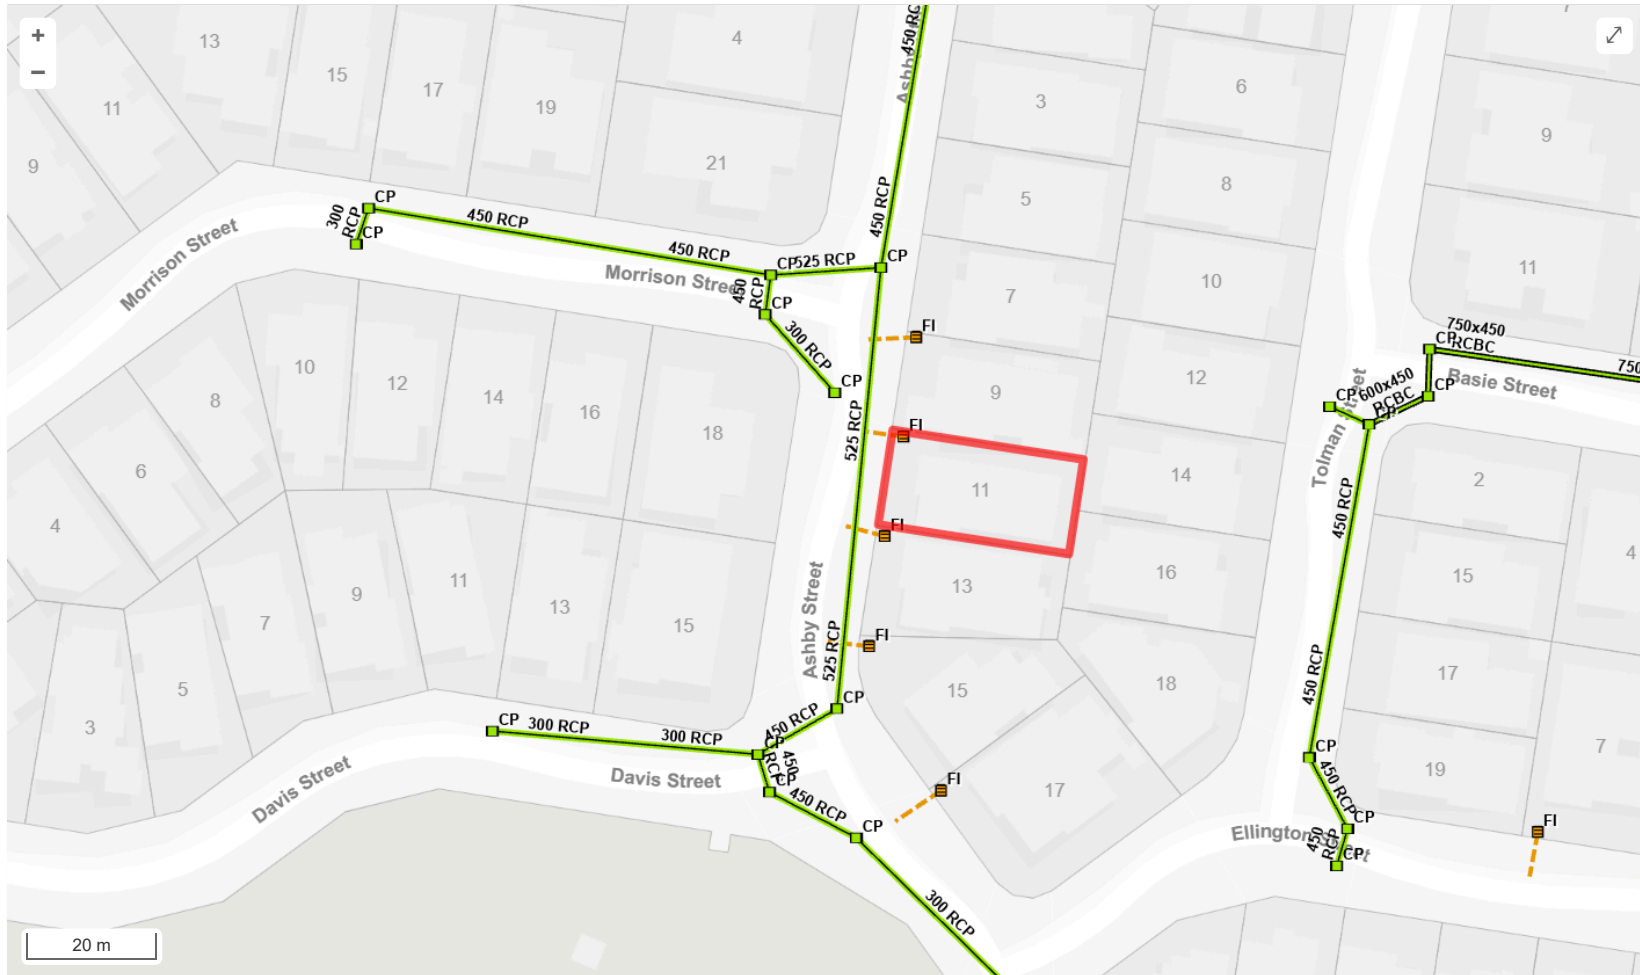 +
−
13
15
17
19
4
21
11
9
3
6
5
8
9
7
10
11
Ashby
450 RCP
450 RCP
CP
300 RCP
CP
450 RCP
450 RCP
CP
525 RCP
CP
Morrison Street
Morrison Street
450 RCP
CP
300 RCP
CP
FI
750x450
CP
RCBC
750
CP
600x450
RCBC
CP
CP
Basie Street
Tolman Street
10
12
14
16
18
8
6
4
9
12
FI
525 RCP
11
14
2
FI
450 RCP
4
13
16
15
Ashby Street
7
9
11
13
15
5
3
525 RCP
FI
CP
15
18
17
450 RCP
CP
300 RCP
300 RCP
CP
450 RCP
450 RCP
CP
450 RCP
CP
Davis Street
Davis Street
FI
17
CP
19
7
450 RCP
CP
450 RCP
CP
Ellington Street
FI
300 RCP
20 m